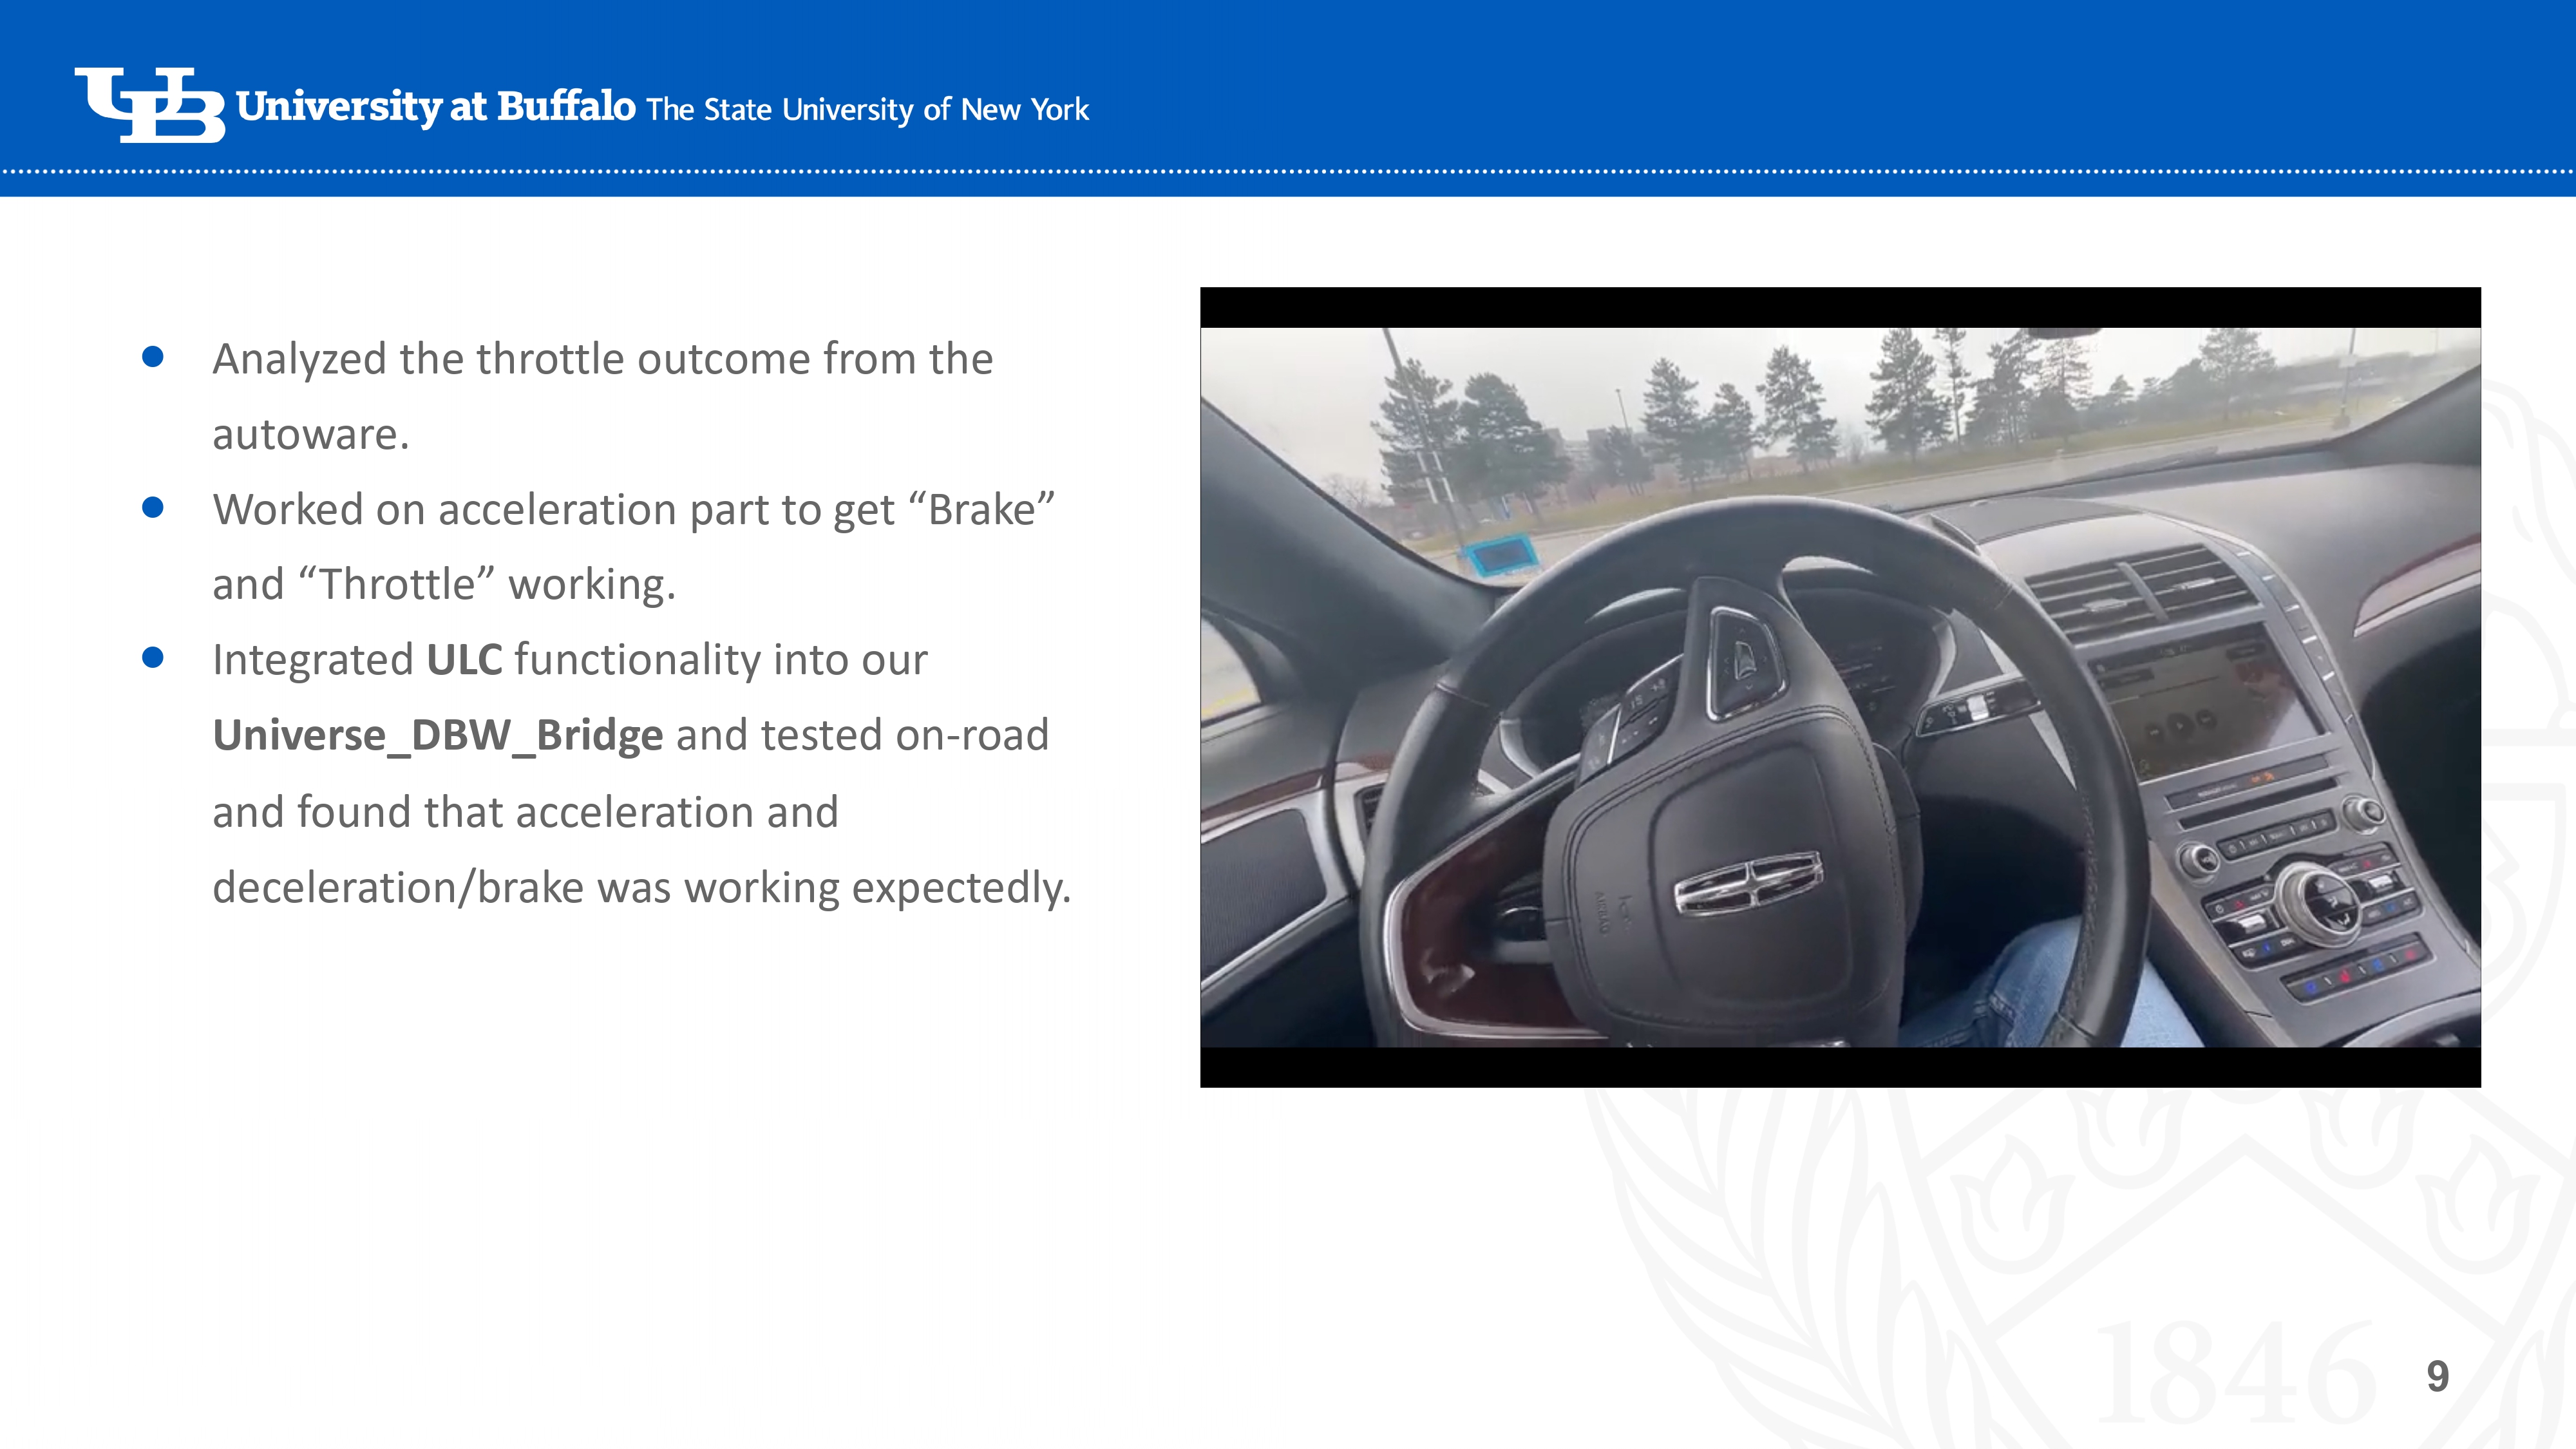 UB University at Buffalo The State University of New York
● Analyzed the throttle outcome from the
autoware.
● Worked on acceleration part to get “Brake”
and “Throttle” working.
● Integrated ULC functionality into our
Universe_DBW_Bridge and tested on-road
and found that acceleration and
deceleration/brake was working expectedly.
AIRBAG
1846
9